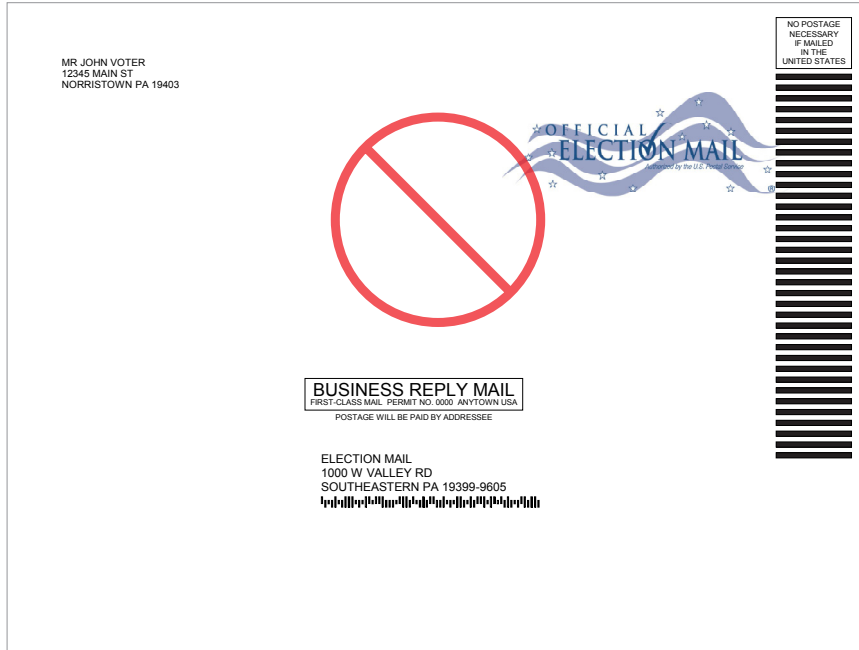 NO POSTAGE
NECESSARY
IF MAILED
IN THE
UNITED STATES
MR JOHN VOTER
12345 MAIN ST
NORRISTOWN PA 19403
OFFICIAL
ELECTION MAIL
Authorized by the U.S. Postal Service
®
BUSINESS REPLY MAIL
FIRST-CLASS MAIL PERMIT NO. 0000 ANYTOWN USA
POSTAGE WILL BE PAID BY ADDRESSEE
ELECTION MAIL
1000 W VALLEY RD
SOUTHEASTERN PA 19399-9605